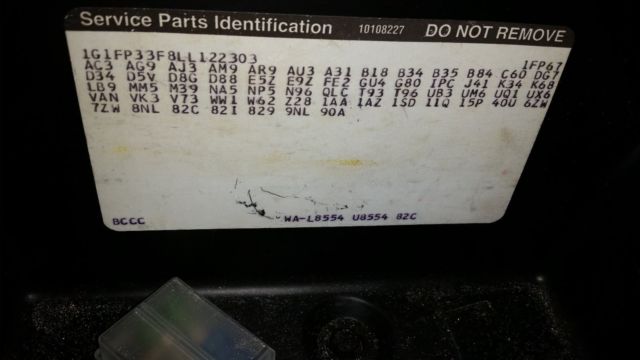 Service Parts Identification 10108227 DO NOT REMOVE
1G1FP33F8LL122303 1FP67
AC3 AG9 AJ3 AM9 AR9 AU3 A31 B18 B34 B35 B84 C60 DG7
D34 D5V D8G D88 E5Z E9Z FE2 GU4 G80 IPC J41 K34 K68
LB9 MM5 M39 NA5 NP5 N96 QLC T93 T96 UB3 UM6 UQ1 UX6
VAN VK3 V73 WW1 W62 Z28 1AA 1AZ 1SD 11Q 15P 40U 6ZW
7ZW 8NL 82C 82I 829 9NL 90A
BCCC WA-L8554 U8554 82C